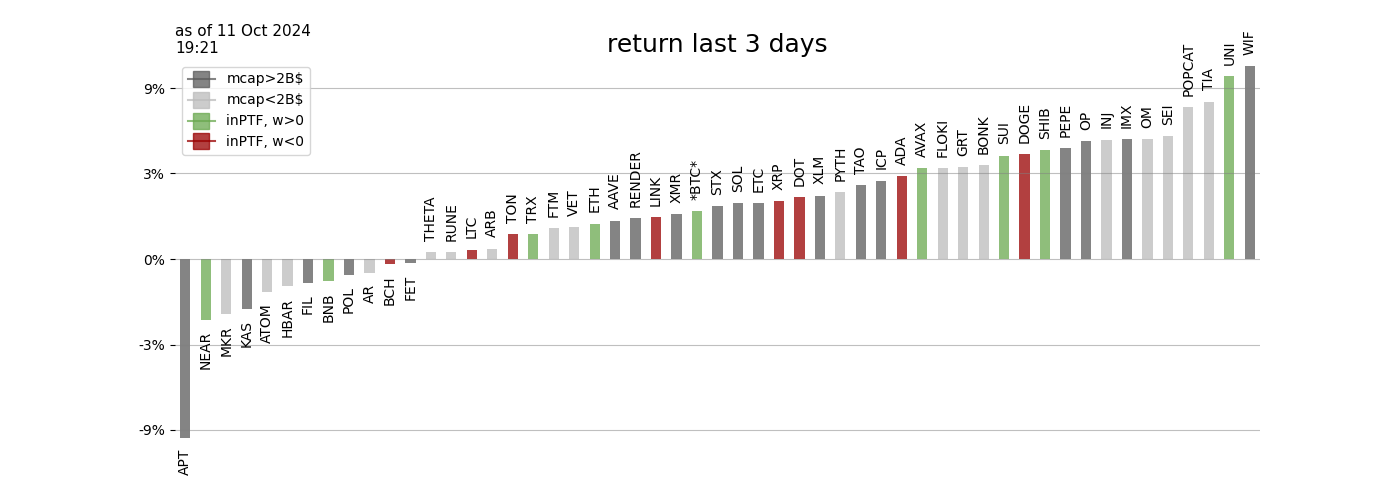 as of 11 Oct 2024
19:21
return last 3 days
mcap>2B$
mcap<2B$
inPTF, w>0
inPTF, w<0
9%
3%
0%
-3%
-9%
APT
NEAR
MKR
KAS
ATOM
HBAR
FIL
BNB
POL
AR
BCH
FET
THETA
RUNE
LTC
ARB
TON
TRX
FTM
VET
ETH
AAVE
RENDER
LINK
XMR
*BTC*
STX
SOL
ETC
XRP
DOT
XLM
PYTH
TAO
ICP
ADA
AVAX
FLOKI
GRT
BONK
SUI
DOGE
SHIB
PEPE
OP
INJ
IMX
OM
SEI
POPCAT
TIA
UNI
WIF